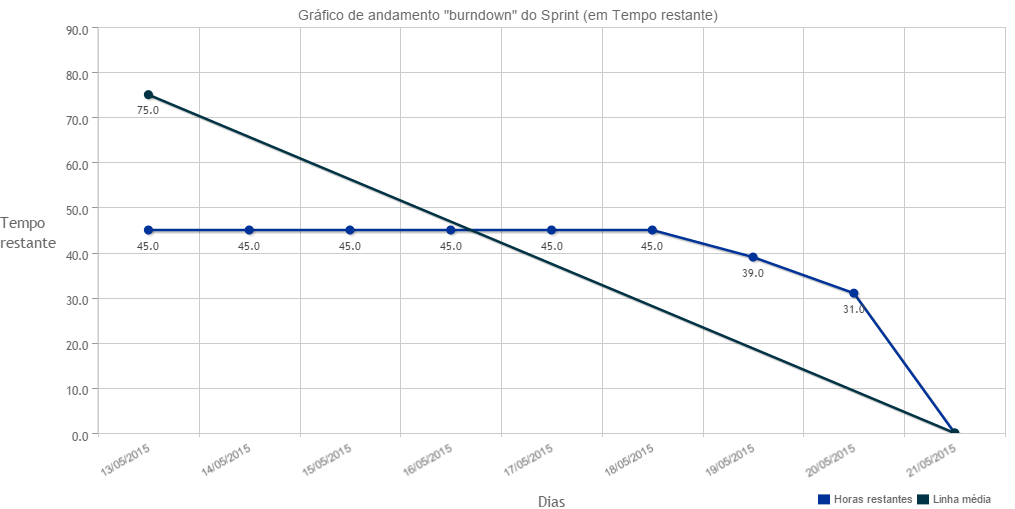 Gráfico de andamento "burndown" do Sprint (em Tempo restante)
90.0
80.0
70.0
60.0
50.0
40.0
30.0
20.0
10.0
0.0
Tempo
restante
75.0
45.0 45.0 45.0 45.0 45.0 45.0
39.0
31.0
13/05/2015 14/05/2015 15/05/2015 16/05/2015 17/05/2015 18/05/2015 19/05/2015 20/05/2015 21/05/2015
Dias
Horas restantes Linha média